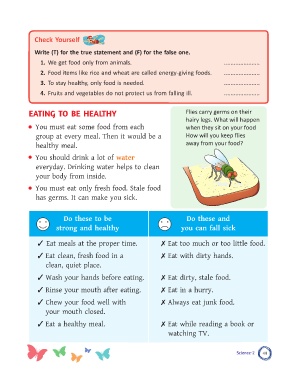 Check Yourself
Write (T) for the true statement and (F) for the false one.
1. We get food only from animals. ....................
2. Food items like rice and wheat are called energy-giving foods. ....................
3. To stay healthy, only food is needed. ....................
4. Fruits and vegetables do not protect us from falling ill. ....................
EATING TO BE HEALTHY
• You must eat some food from each
group at every meal. Then it would be a
healthy meal.
• You should drink a lot of water
everyday. Drinking water helps to clean
your body from inside.
• You must eat only fresh food. Stale food
has germs. It can make you sick.
Flies carry germs on their
hairy legs. What will happen
when they sit on your food
How will you keep flies
away from your food?
Do these to be
strong and healthy
Do these and
you can fall sick
✓ Eat meals at the proper time.
✗ Eat too much or too little food.
✓ Eat clean, fresh food in a
clean, quiet place.
✗ Eat with dirty hands.
✓ Wash your hands before eating.
✗ Eat dirty, stale food.
✓ Rinse your mouth after eating.
✗ Eat in a hurry.
✓ Chew your food well with
your mouth closed.
✗ Always eat junk food.
✓ Eat a healthy meal.
✗ Eat while reading a book or
watching TV.
Science-2